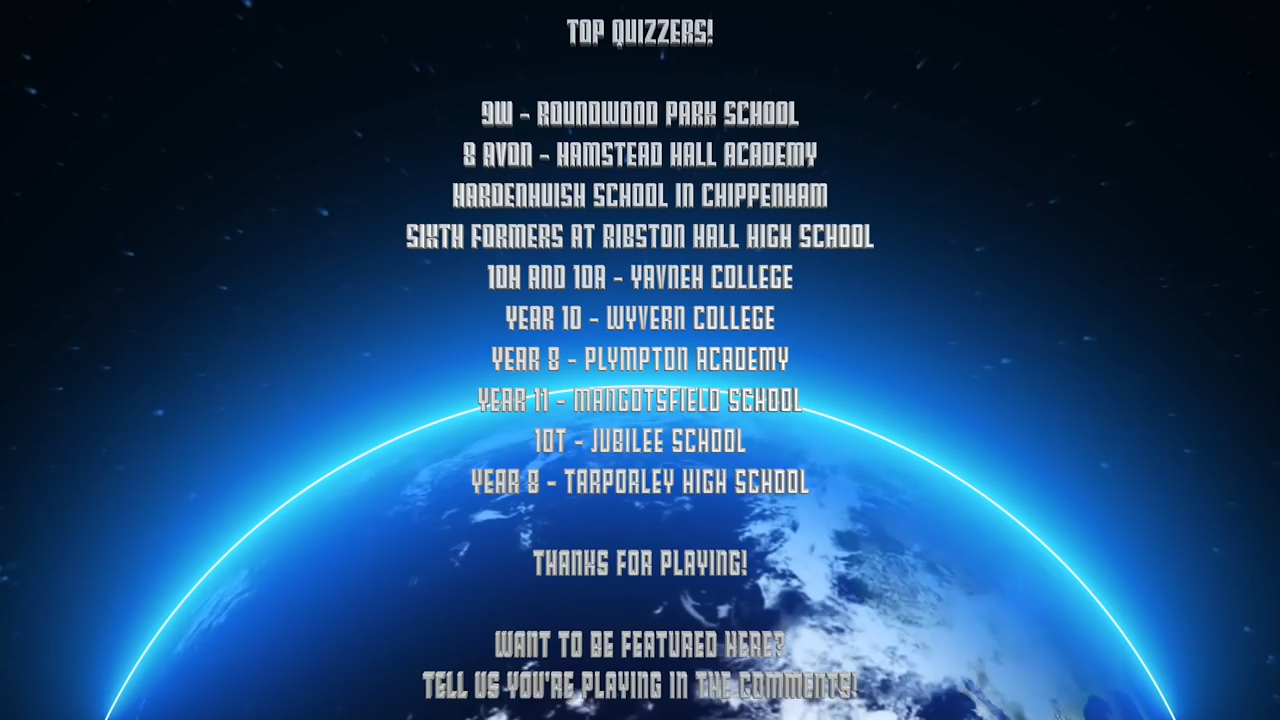 TOP QUIZZERS!
9W - ROUNDWOOD PARK SCHOOL
8 AVON - HAMSTEAD HALL ACADEMY
HARDENHUISH SCHOOL IN CHIPPENHAM
SIXTH FORMERS AT RIBSTON HALL HIGH SCHOOL
10H AND 10A - YAVNEH COLLEGE
YEAR 10 - WYVERN COLLEGE
YEAR 8 - PLYMPTON ACADEMY
YEAR 11 - MANGOTSFIELD SCHOOL
10T - JUBILEE SCHOOL
YEAR 8 - TARPORLEY HIGH SCHOOL
THANKS FOR PLAYING!
WANT TO BE FEATURED HERE?
TELL US YOU'RE PLAYING IN THE COMMENTS!